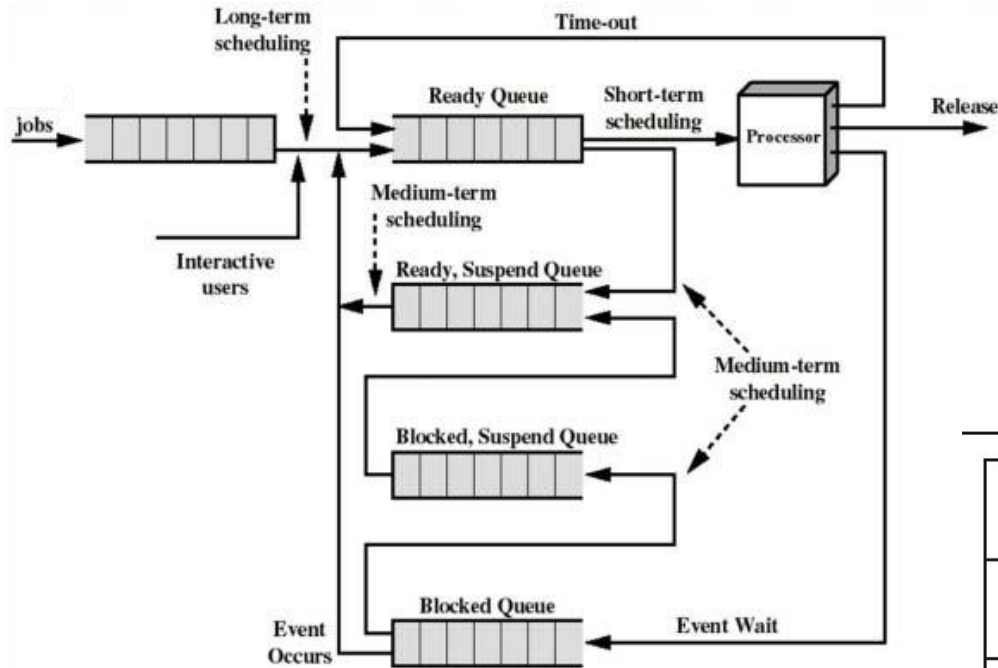 Long-term
scheduling
Time-out
Ready Queue
Short-term
scheduling
Release
jobs
Processor
Medium-term
scheduling
Interactive
users
Ready, Suspend Queue
Medium-term
scheduling
Blocked, Suspend Queue
Blocked Queue
Event
Occurs
Event Wait